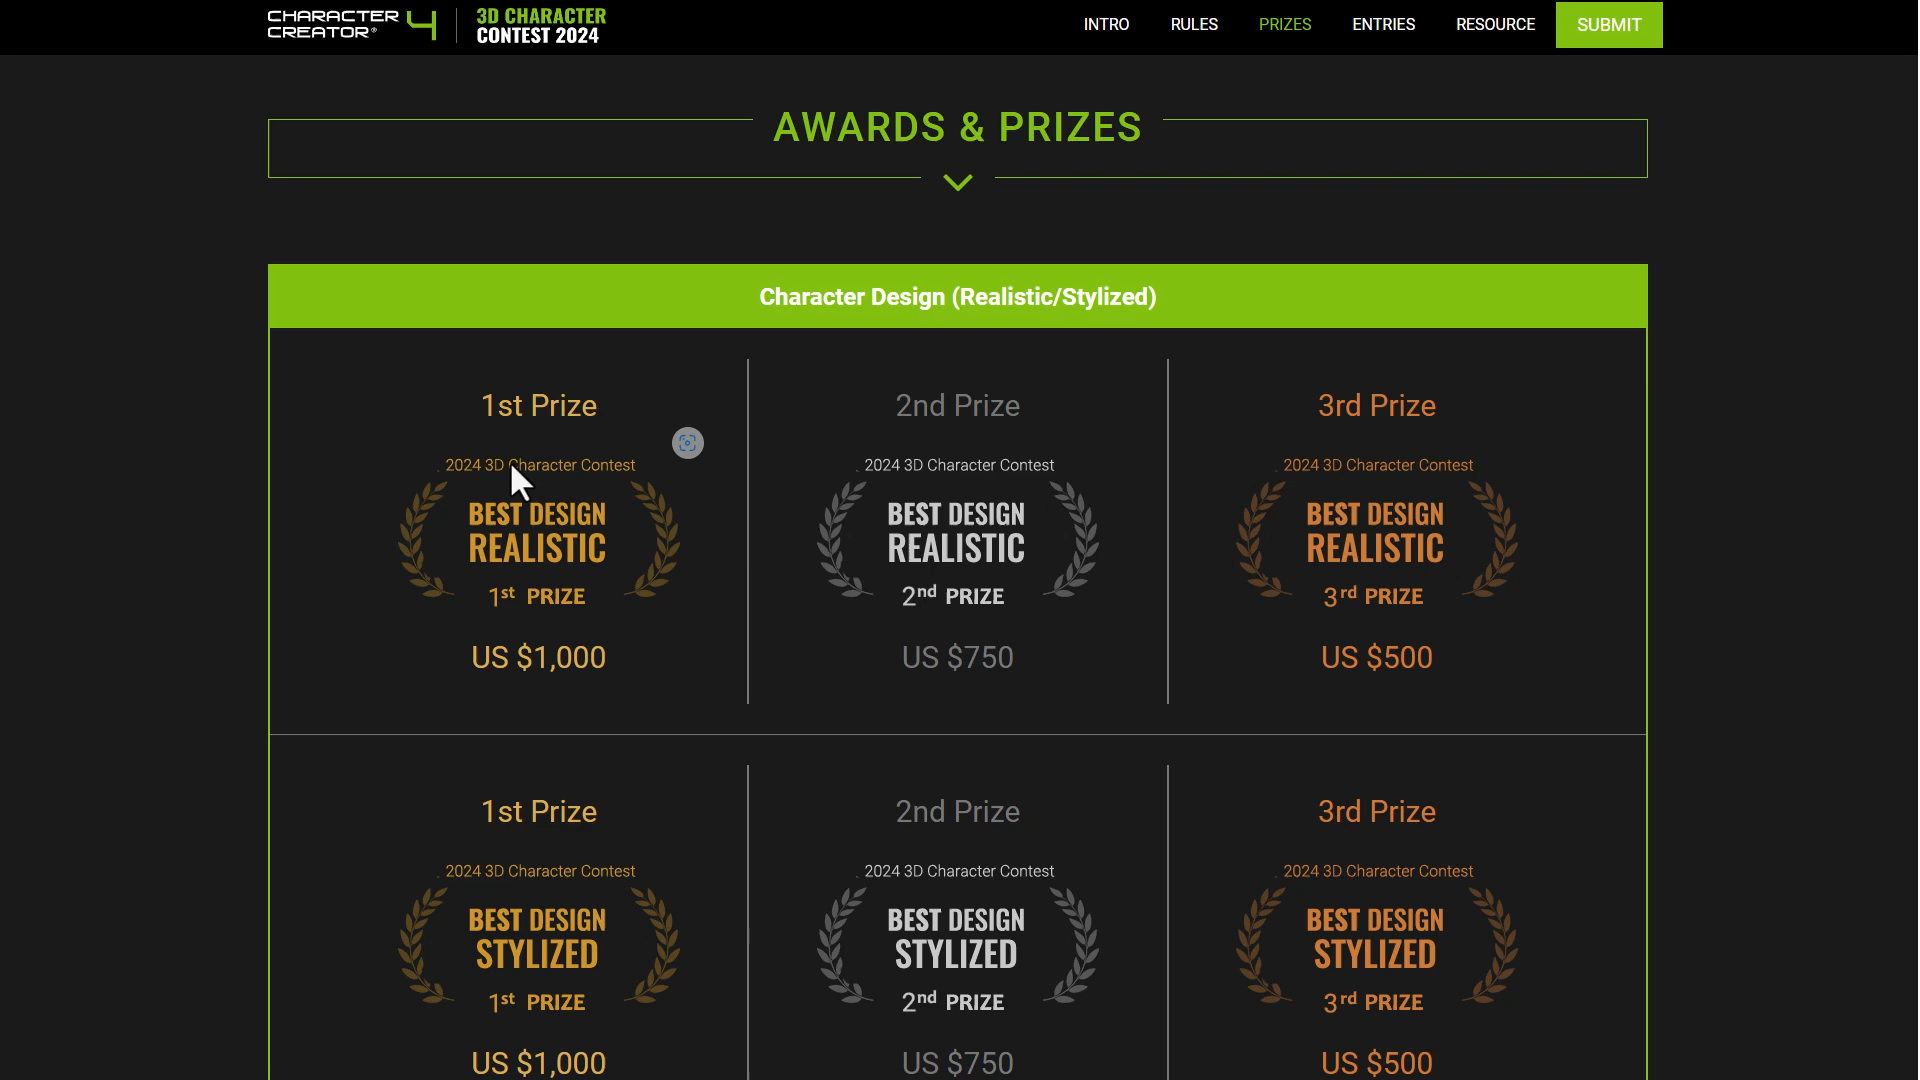 CHARACTER CREATOR® 4
3D CHARACTER
CONTEST 2024
INTRO
RULES
PRIZES
ENTRIES
RESOURCE
SUBMIT
AWARDS & PRIZES
Character Design (Realistic/Stylized)
1st Prize
2024 3D Character Contest
BEST DESIGN
REALISTIC
1st PRIZE
US $1,000
2nd Prize
2024 3D Character Contest
BEST DESIGN
REALISTIC
2nd PRIZE
US $750
3rd Prize
2024 3D Character Contest
BEST DESIGN
REALISTIC
3rd PRIZE
US $500
1st Prize
2024 3D Character Contest
BEST DESIGN
STYLIZED
1st PRIZE
US $1,000
2nd Prize
2024 3D Character Contest
BEST DESIGN
STYLIZED
2nd PRIZE
US $750
3rd Prize
2024 3D Character Contest
BEST DESIGN
STYLIZED
3rd PRIZE
US $500